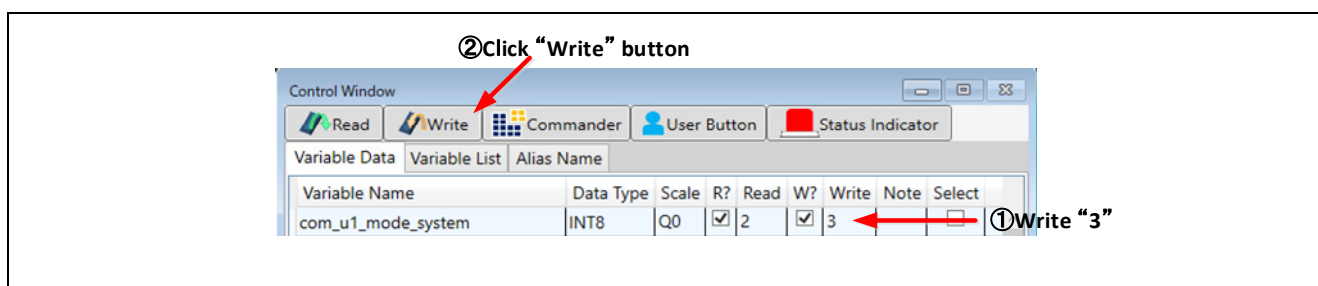 ②Click “Write” button
Control Window
Read Write Commander User Button Status Indicator
Variable Data Variable List Alias Name
Variable Name Data Type Scale R? Read W? Write Note Select
com_u1_mode_system INT8 Q0 2 3
①Write “3”